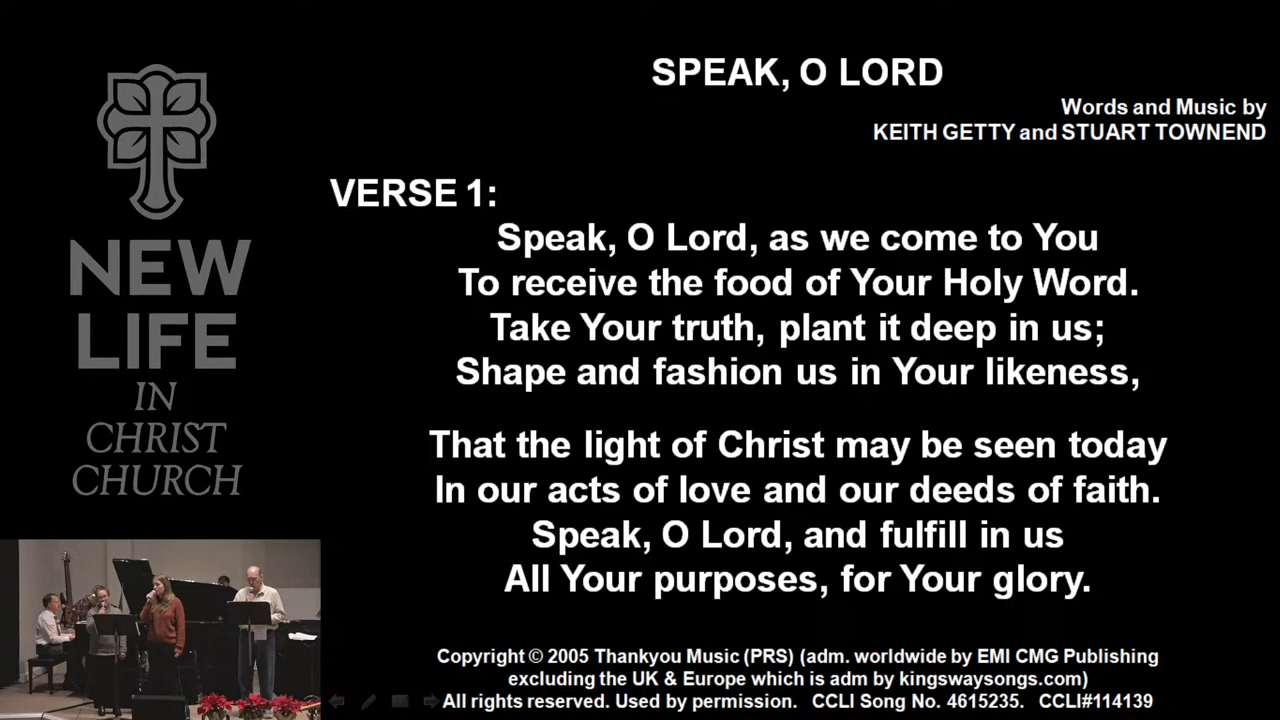 NEW
LIFE
IN
CHRIST
CHURCH
SPEAK, O LORD
Words and Music by
KEITH GETTY and STUART TOWNEND
VERSE 1:
Speak, O Lord, as we come to You
To receive the food of Your Holy Word.
Take Your truth, plant it deep in us;
Shape and fashion us in Your likeness,
That the light of Christ may be seen today
In our acts of love and our deeds of faith.
Speak, O Lord, and fulfill in us
All Your purposes, for Your glory.
Copyright © 2005 Thankyou Music (PRS) (adm. worldwide by EMI CMG Publishing
excluding the UK & Europe which is adm by kingswaysongs.com)
All rights reserved. Used by permission. CCLI Song No. 4615235. CCLI#114139